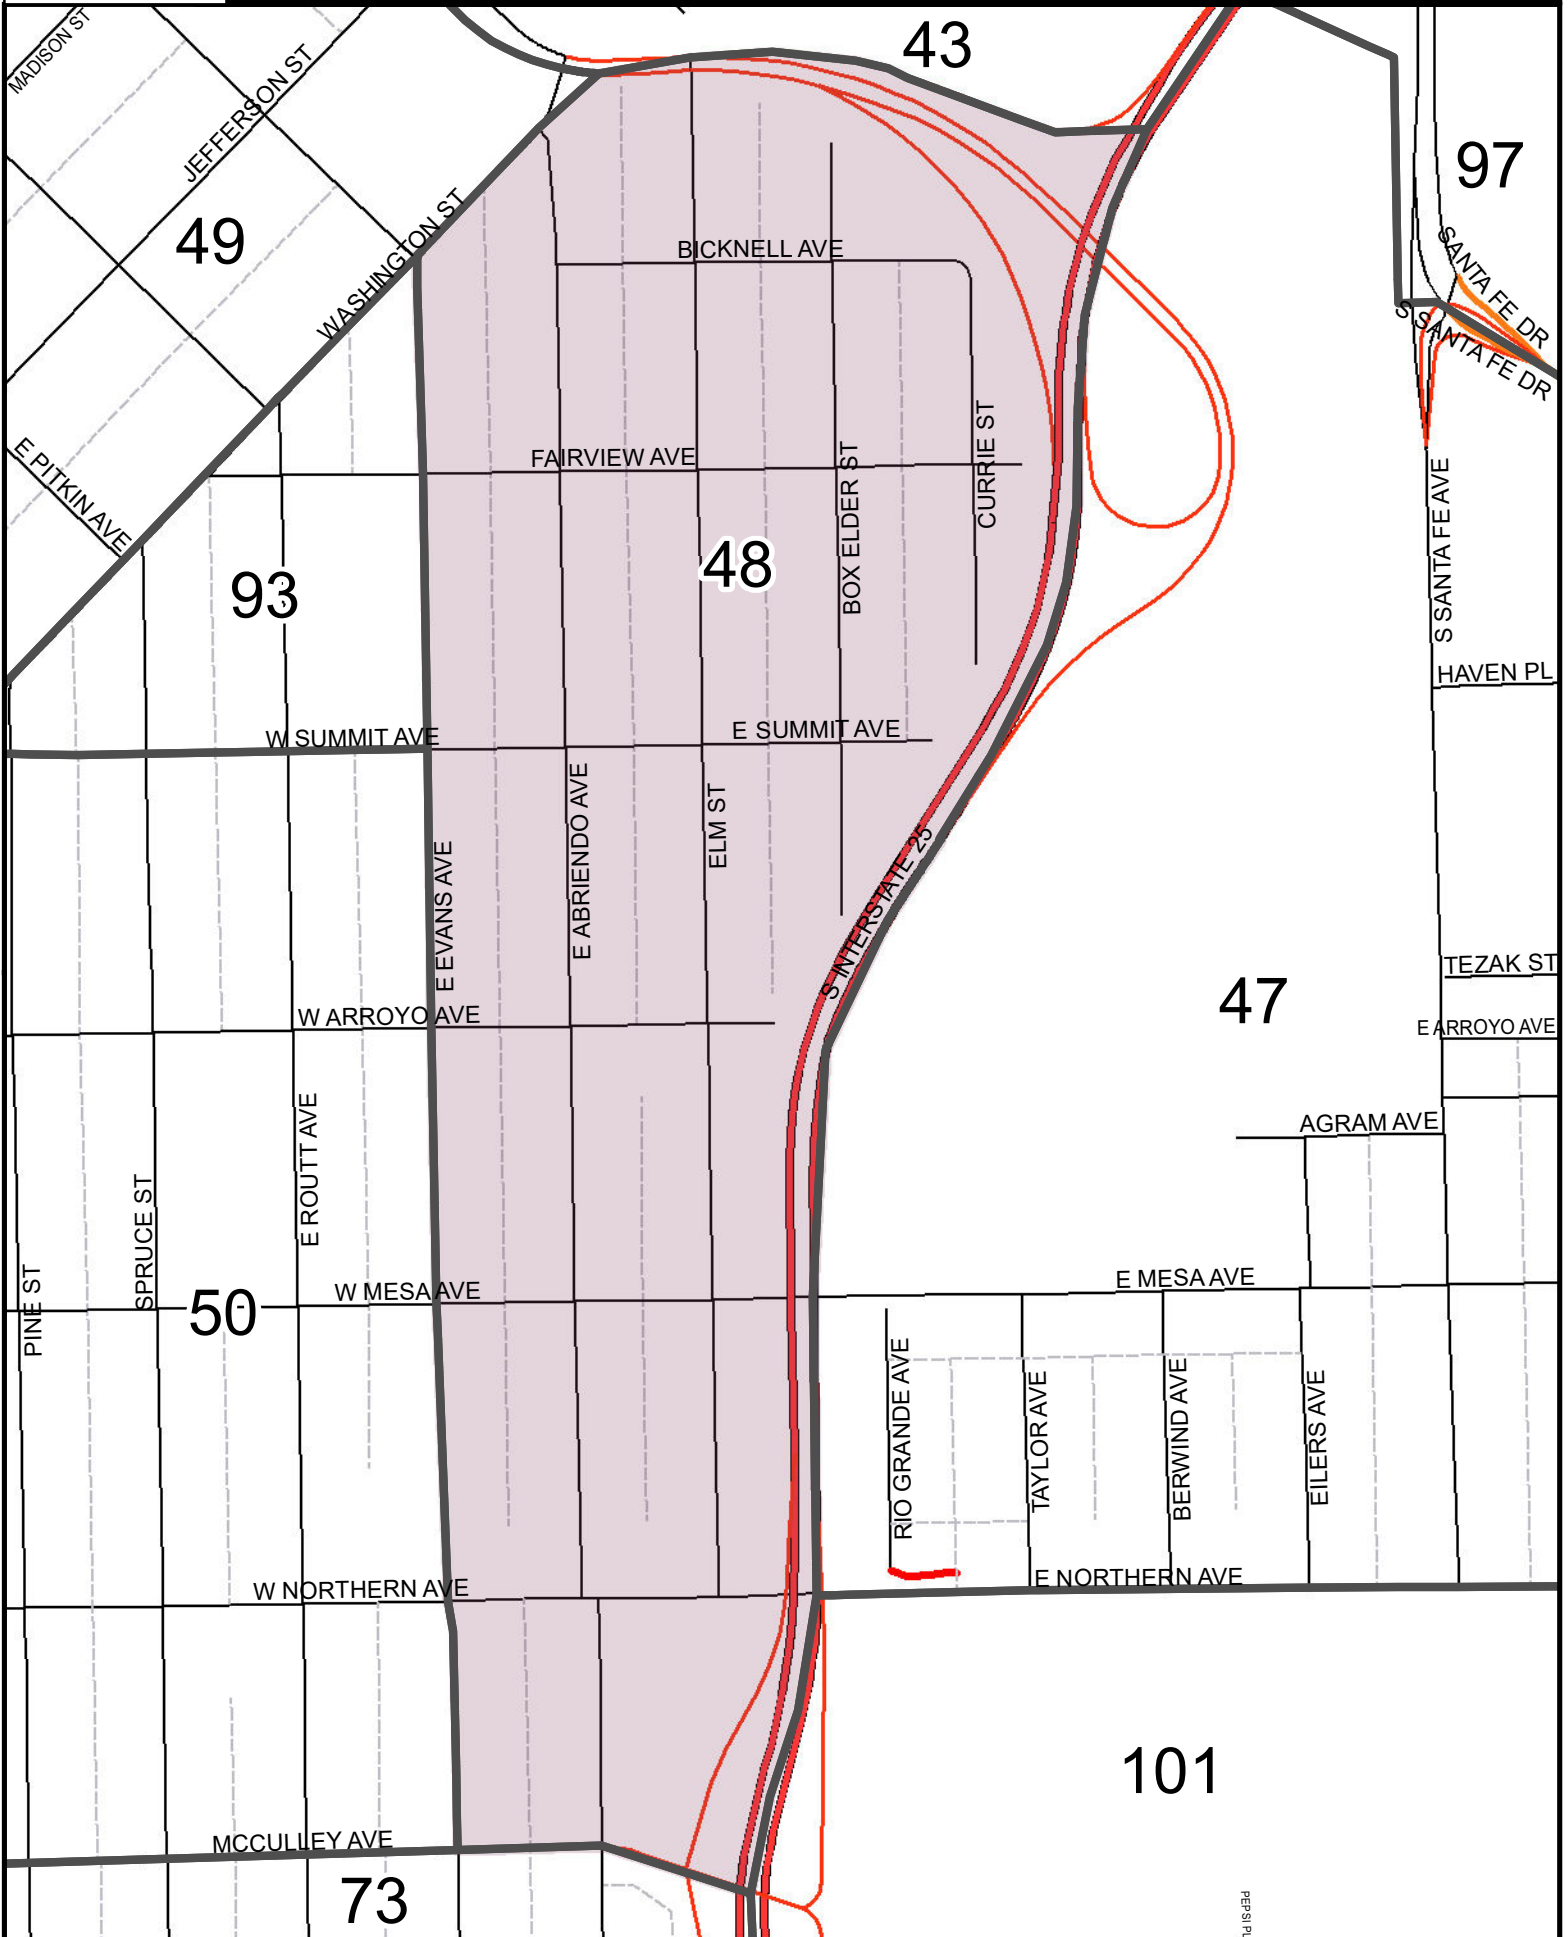 MADISON ST
JEFFERSON ST
43
97
49
WASHINGTON ST
BICKNELL AVE
SANTA FE DR
S SANTA FE DR
E PITKIN AVE
FAIRVIEW AVE
BOX ELDER ST
CURRIE ST
S SANTA FE AVE
93
48
HAVEN PL
W SUMMIT AVE
E SUMMIT AVE
E EVANS AVE
E ABRIENDO AVE
ELM ST
S INTERSTATE 25
47
TEZAK ST
W ARROYO AVE
E ARROYO AVE
E ROUTT AVE
AGRAM AVE
SPRUCE ST
PINE ST
50
W MESA AVE
E MESA AVE
RIO GRANDE AVE
TAYLOR AVE
BERWIND AVE
EILERS AVE
W NORTHERN AVE
E NORTHERN AVE
101
MCCULLEY AVE
73
PEPSI PL